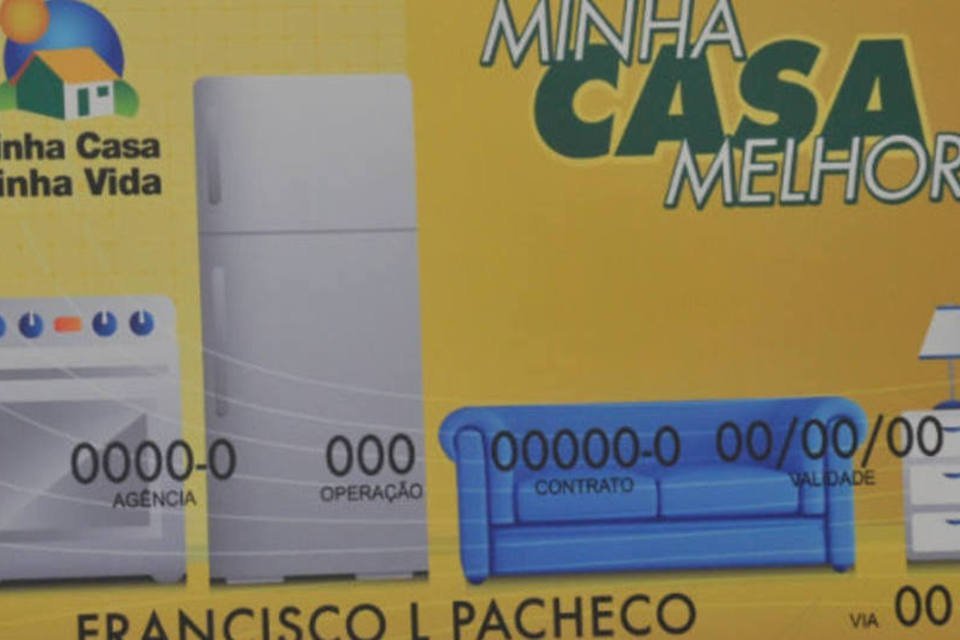 MINHA
CASA
MELHOR
inha Casa
inha Vida
0000-0 000 00000-0 00/00/00
AGÊNCIA OPERAÇÃO CONTRATO VALIDADE
FRANCISCO L PACHECO VIA 00